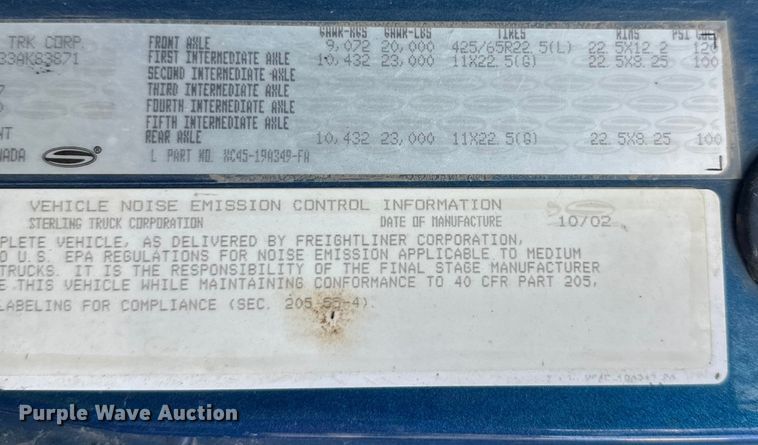 GAWR-KGS GAWR-LBS TIRES RIMS PSI
TRK CORP. FRONT AXLE 9,072 20,000 425/65R22.5(L) 22.5X12.2 120
33AK83871 FIRST INTERMEDIATE AXLE 10,432 23,000 11X22.5(G) 22.5X8.25 100
SECOND INTERMEDIATE AXLE
THIRD INTERMEDIATE AXLE
FOURTH INTERMEDIATE AXLE
FIFTH INTERMEDIATE AXLE
NT REAR AXLE 10,432 23,000 11X22.5(G) 22.5X8.25 100
NADA L PART NO. XC45-19A349-FA
VEHICLE NOISE EMISSION CONTROL INFORMATION
STERLING TRUCK CORPORATION DATE OF MANUFACTURE 10/02
PLETE VEHICLE, AS DELIVERED BY FREIGHTLINER CORPORATION,
O U.S. EPA REGULATIONS FOR NOISE EMISSION APPLICABLE TO MEDIUM
TRUCKS. IT IS THE RESPONSIBILITY OF THE FINAL STAGE MANUFACTURER
E THIS VEHICLE WHILE MAINTAINING CONFORMANCE TO 40 CFR PART 205,
LABELING FOR COMPLIANCE (SEC. 205.55-4).
Purple Wave Auction